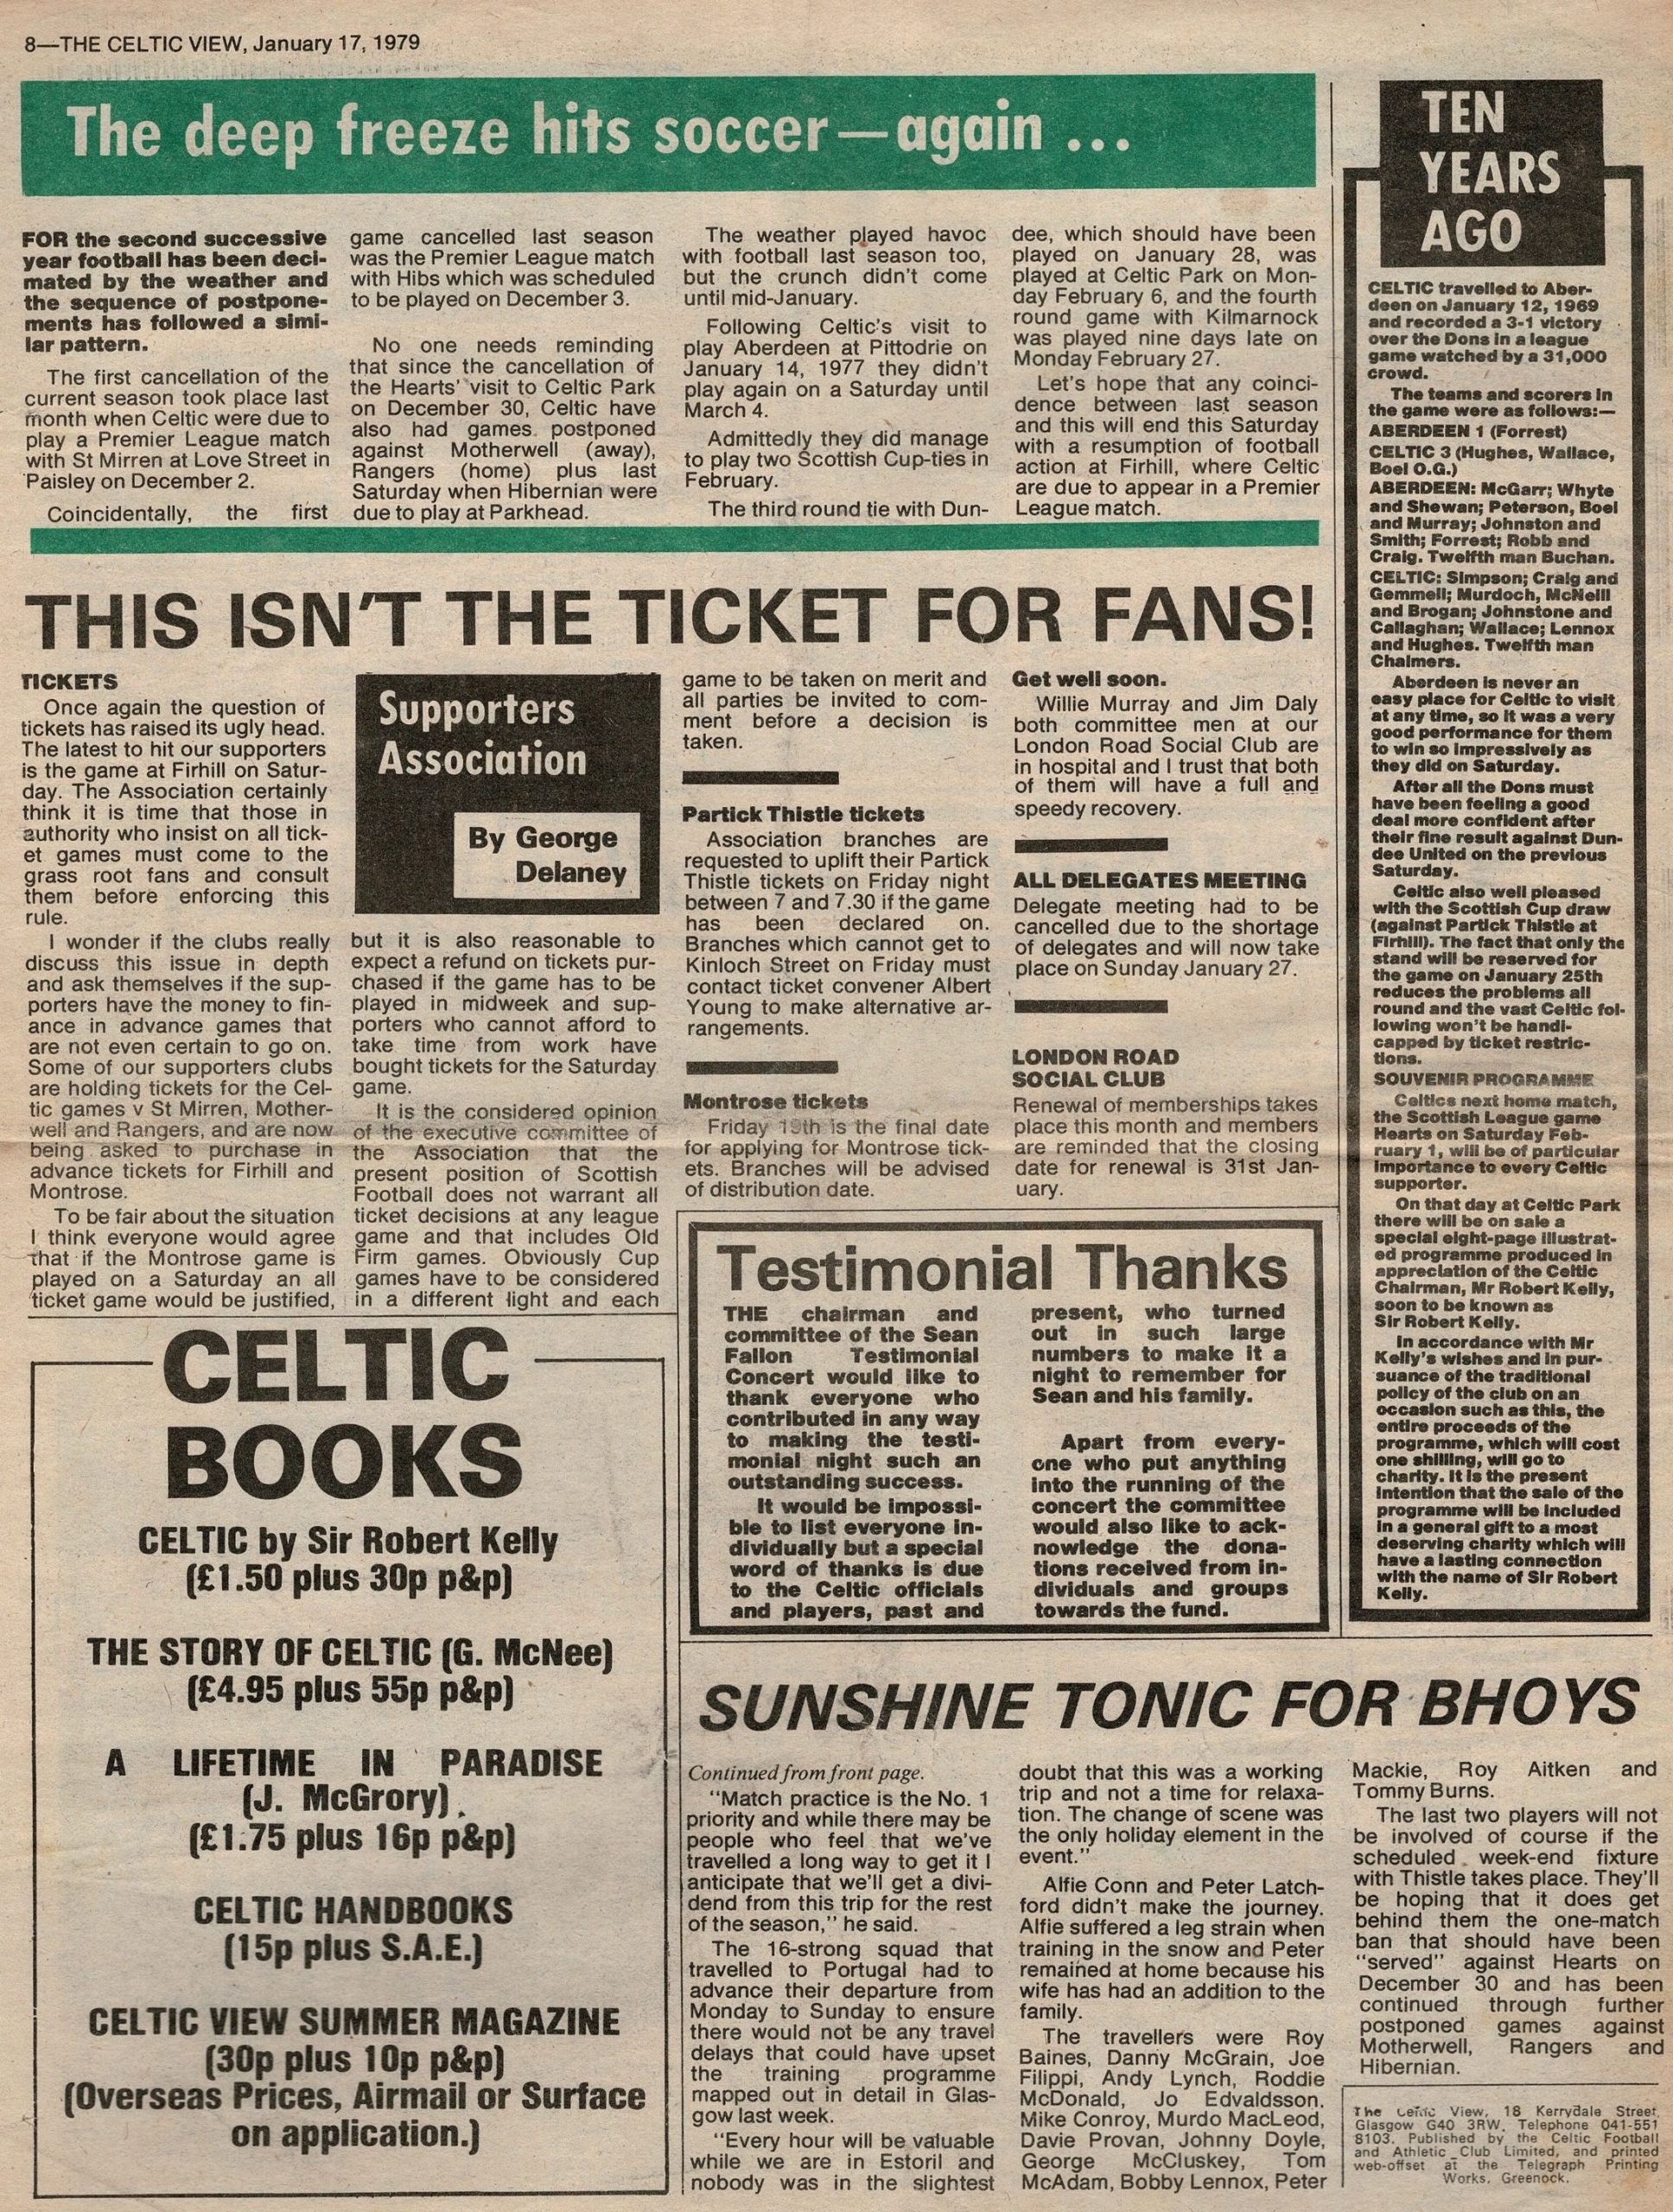 8—THE CELTIC VIEW, January 17, 1979
The deep freeze hits soccer—again ...
FOR the second successive
year football has been deci-
mated by the weather and
the sequence of postpone-
ments has followed a simi-
lar pattern.
The first cancellation of the
current season took place last
month when Celtic were due to
play a Premier League match
with St Mirren at Love Street in
Paisley on December 2.
Coincidentally, the first
game cancelled last season
was the Premier League match
with Hibs which was scheduled
to be played on December 3.
No one needs reminding
that since the cancellation of
the Hearts' visit to Celtic Park
on December 30, Celtic have
also had games postponed
against Motherwell (away),
Rangers (home) plus last
Saturday when Hibernian were
due to play at Parkhead.
The weather played havoc
with football last season too,
but the crunch didn't come
until mid-January.
Following Celtic's visit to
play Aberdeen at Pittodrie on
January 14, 1977 they didn't
play again on a Saturday until
March 4.
Admittedly they did manage
to play two Scottish Cup-ties in
February.
The third round tie with Dun-
dee, which should have been
played on January 28, was
played at Celtic Park on Mon-
day February 6, and the fourth
round game with Kilmarnock
was played nine days late on
Monday February 27.
Let's hope that any coinci-
dence between last season
and this will end this Saturday
with a resumption of football
action at Firhill, where Celtic
are due to appear in a Premier
League match.
TEN
YEARS
AGO
CELTIC travelled to Aber-
deen on January 12, 1969
and recorded a 3-1 victory
over the Dons in a league
game watched by a 31,000
crowd.
The teams and scorers in
the game were as follows:—
ABERDEEN 1 (Forrest)
CELTIC 3 (Hughes, Wallace,
Boel O.G.)
ABERDEEN: McGarr; Whyte
and Shewan; Peterson, Boel
and Murray; Johnston and
Smith; Forrest; Robb and
Craig. Twelfth man Buchan.
CELTIC: Simpson; Craig and
Gemmell; Murdoch, McNeill
and Brogan; Johnstone and
Callaghan; Wallace; Lennox
and Hughes. Twelfth man
Chalmers.
Aberdeen is never an
easy place for Celtic to visit
at any time, so it was a very
good performance for them
to win so impressively as
they did on Saturday.
After all the Dons must
have been feeling a good
deal more confident after
their fine result against Dun-
dee United on the previous
Saturday.
Celtic also well pleased
with the Scottish Cup draw
(against Partick Thistle at
Firhill). The fact that only the
stand will be reserved for
the game on January 25th
reduces the problems all
round and the vast Celtic fol-
lowing won't be handi-
capped by ticket restric-
tions.
SOUVENIR PROGRAMME
Celtics next home match,
the Scottish League game
Hearts on Saturday Feb-
ruary 1, will be of particular
importance to every Celtic
supporter.
On that day at Celtic Park
there will be on sale a
special eight-page illustrat-
ed programme produced in
appreciation of the Celtic
Chairman, Mr Robert Kelly,
soon to be known as
Sir Robert Kelly.
In accordance with Mr
Kelly's wishes and in pur-
suance of the traditional
policy of the club on an
occasion such as this, the
entire proceeds of the
programme, which will cost
one shilling, will go to
charity. It is the present
intention that the sale of the
programme will be included
in a general gift to a most
deserving charity which will
have a lasting connection
with the name of Sir Robert
Kelly.
THIS ISN'T THE TICKET FOR FANS!
TICKETS
Once again the question of
tickets has raised its ugly head.
The latest to hit our supporters
is the game at Firhill on Satur-
day. The Association certainly
think it is time that those in
authority who insist on all tick-
et games must come to the
grass root fans and consult
them before enforcing this
rule.
I wonder if the clubs really
discuss this issue in depth
and ask themselves if the sup-
porters have the money to fin-
ance in advance games that
are not even certain to go on.
Some of our supporters clubs
are holding tickets for the Cel-
tic games v St Mirren, Mother-
well and Rangers, and are now
being asked to purchase in
advance tickets for Firhill and
Montrose.
To be fair about the situation
I think everyone would agree
that if the Montrose game is
played on a Saturday an all
ticket game would be justified,
Supporters
Association
By George
Delaney
but it is also reasonable to
expect a refund on tickets pur-
chased if the game has to be
played in midweek and sup-
porters who cannot afford to
take time from work have
bought tickets for the Saturday
game.
It is the considered opinion
of the executive committee of
the Association that the
present position of Scottish
Football does not warrant all
ticket decisions at any league
game and that includes Old
Firm games. Obviously Cup
games have to be considered
in a different light and each
game to be taken on merit and
all parties be invited to com-
ment before a decision is
taken.
Partick Thistle tickets
Association branches are
requested to uplift their Partick
Thistle tickets on Friday night
between 7 and 7.30 if the game
has been declared on.
Branches which cannot get to
Kinloch Street on Friday must
contact ticket convener Albert
Young to make alternative ar-
rangements.
Montrose tickets
Friday 19th is the final date
for applying for Montrose tick-
ets. Branches will be advised
of distribution date.
Get well soon.
Willie Murray and Jim Daly
both committee men at our
London Road Social Club are
in hospital and I trust that both
of them will have a full and
speedy recovery.
ALL DELEGATES MEETING
Delegate meeting had to be
cancelled due to the shortage
of delegates and will now take
place on Sunday January 27.
LONDON ROAD
SOCIAL CLUB
Renewal of memberships takes
place this month and members
are reminded that the closing
date for renewal is 31st Jan-
uary.
Testimonial Thanks
THE chairman and
committee of the Sean
Fallon Testimonial
Concert would like to
thank everyone who
contributed in any way
to making the testi-
monial night such an
outstanding success.
It would be impossi-
ble to list everyone in-
dividually but a special
word of thanks is due
to the Celtic officials
and players, past and
present, who turned
out in such large
numbers to make it a
night to remember for
Sean and his family.
Apart from every-
one who put anything
into the running of the
concert the committee
would also like to ack-
nowledge the dona-
tions received from in-
dividuals and groups
towards the fund.
CELTIC
BOOKS
CELTIC by Sir Robert Kelly
(£1.50 plus 30p p&p)
THE STORY OF CELTIC (G. McNee)
(£4.95 plus 55p p&p)
A LIFETIME IN PARADISE
(J. McGrory)
(£1.75 plus 16p p&p)
CELTIC HANDBOOKS
(15p plus S.A.E.)
CELTIC VIEW SUMMER MAGAZINE
(30p plus 10p p&p)
(Overseas Prices, Airmail or Surface
on application.)
SUNSHINE TONIC FOR BHOYS
Continued from front page.
"Match practice is the No. 1
priority and while there may be
people who feel that we've
travelled a long way to get it I
anticipate that we'll get a divi-
dend from this trip for the rest
of the season," he said.
The 16-strong squad that
travelled to Portugal had to
advance their departure from
Monday to Sunday to ensure
there would not be any travel
delays that could have upset
the training programme
mapped out in detail in Glas-
gow last week.
"Every hour will be valuable
while we are in Estoril and
nobody was in the slightest
doubt that this was a working
trip and not a time for relaxa-
tion. The change of scene was
the only holiday element in the
event."
Alfie Conn and Peter Latch-
ford didn't make the journey.
Alfie suffered a leg strain when
training in the snow and Peter
remained at home because his
wife has had an addition to the
family.
The travellers were Roy
Baines, Danny McGrain, Joe
Filippi, Andy Lynch, Roddie
McDonald, Jo Edvaldsson.
Mike Conroy, Murdo MacLeod,
Davie Provan, Johnny Doyle,
George McCluskey, Tom
McAdam, Bobby Lennox, Peter
Mackie, Roy Aitken and
Tommy Burns.
The last two players will not
be involved of course if the
scheduled week-end fixture
with Thistle takes place. They'll
be hoping that it does get
behind them the one-match
ban that should have been
"served" against Hearts on
December 30 and has been
continued through further
postponed games against
Motherwell, Rangers and
Hibernian.
The Celtic View, 18 Kerrydale Street,
Glasgow G40 3RW. Telephone 041-551
8103. Published by the Celtic Football
and Athletic Club Limited, and printed
web-offset at the Telegraph Printing
Works, Greenock.